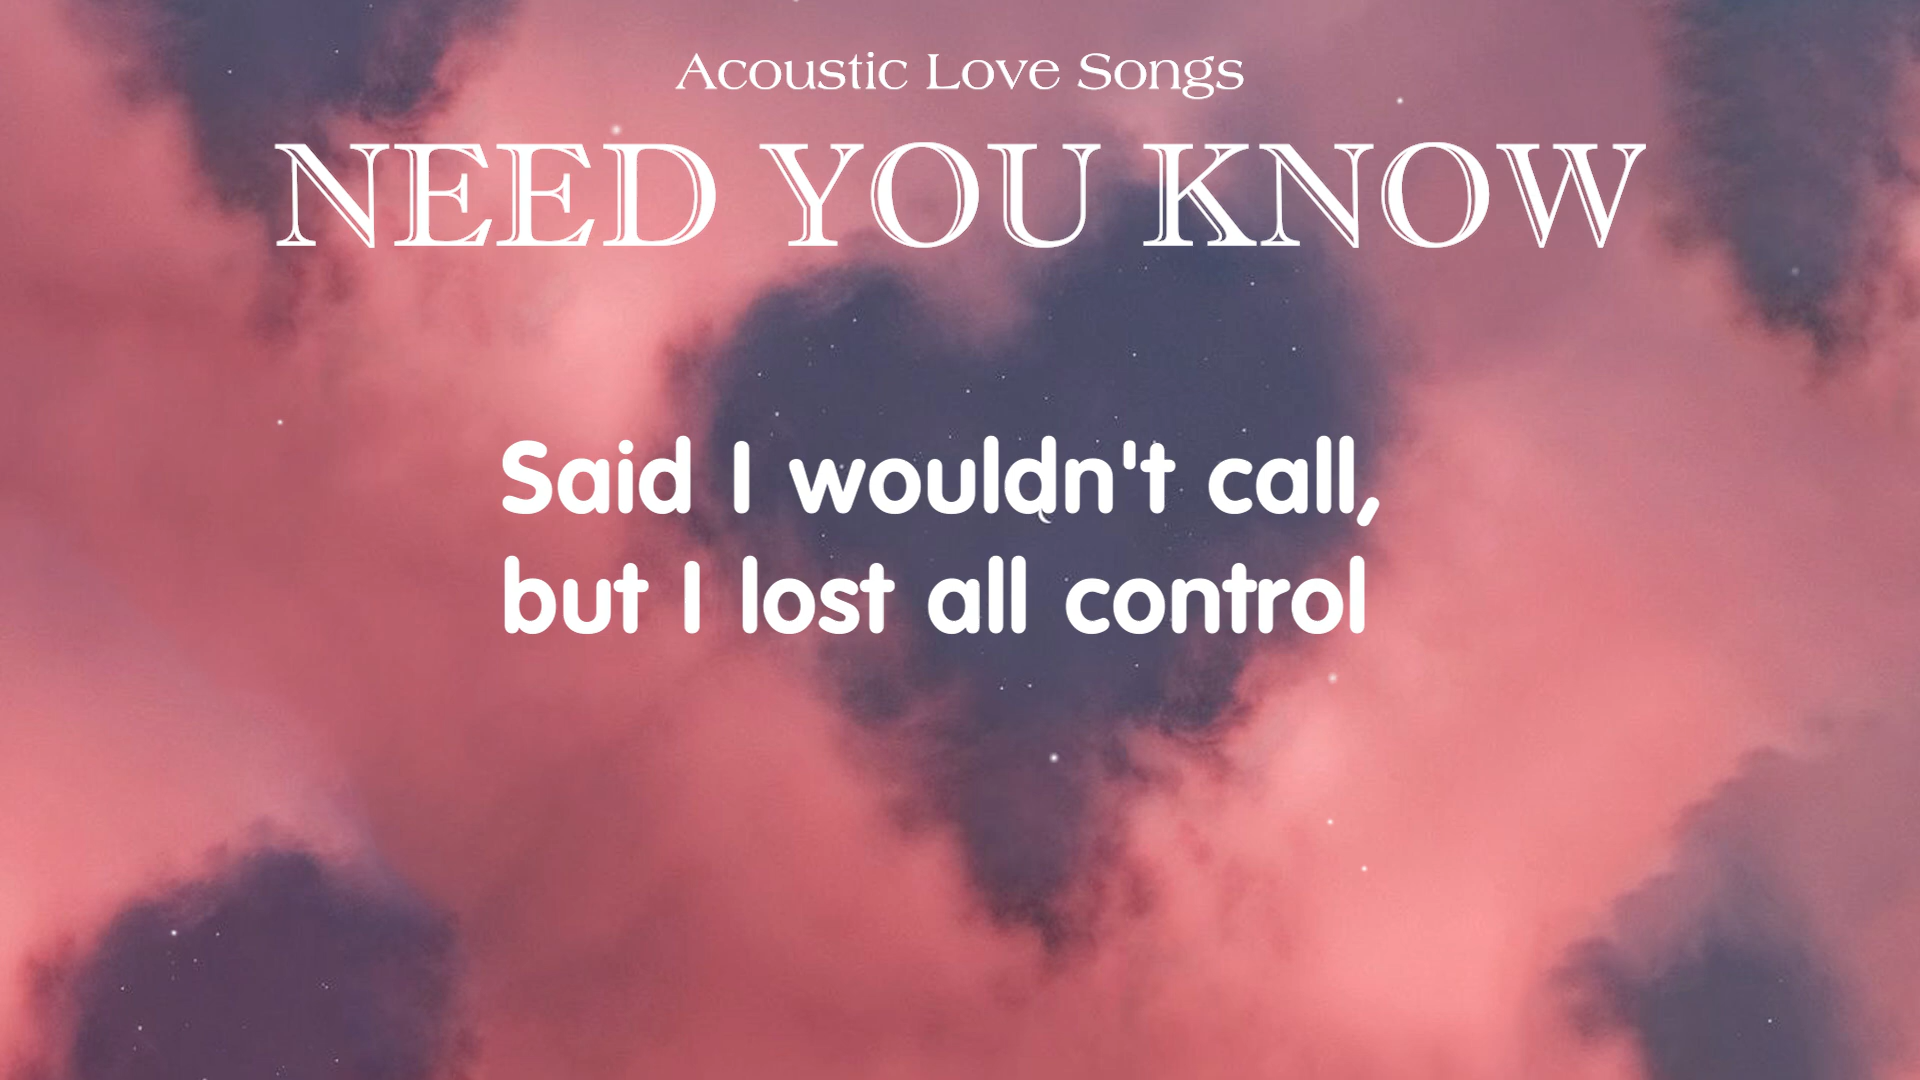 Acoustic Love Songs
NEED YOU KNOW
Said I wouldn't call,
but I lost all control